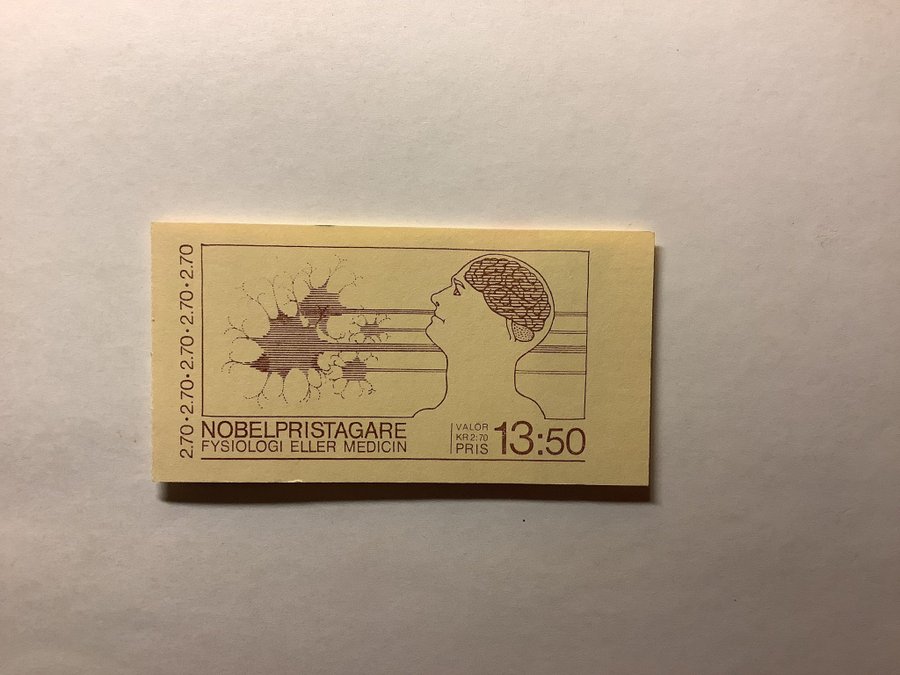 2.70 • 2.70 • 2.70 • 2.70 • 2.70
NOBELPRISTAGARE
FYSIOLOGI ELLER MEDICIN
VALÖR
KR 2:70
PRIS 13:50